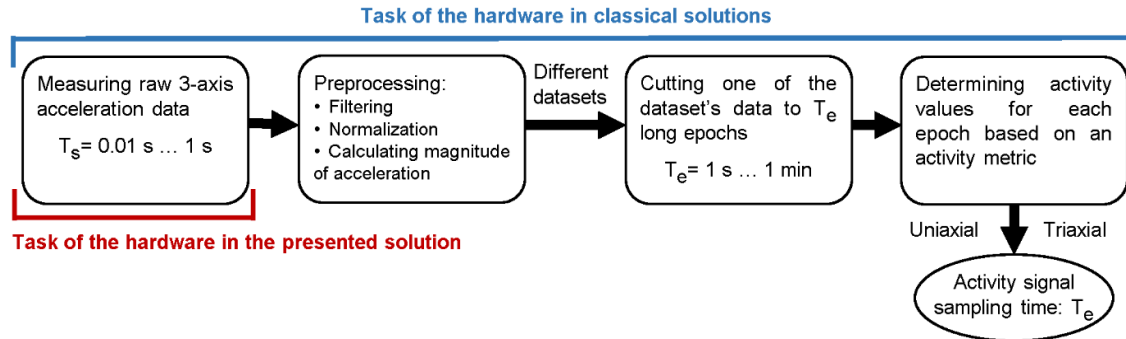 Task of the hardware in classical solutions
Measuring raw 3-axis
acceleration data
Ts= 0.01 s … 1 s
Preprocessing:
• Filtering
• Normalization
• Calculating magnitude
of acceleration
Different
datasets
Cutting one of the
dataset's data to Te
long epochs
Te= 1 s … 1 min
Determining activity
values for each
epoch based on an
activity metric
Task of the hardware in the presented solution
Uniaxial
Triaxial
Activity signal
sampling time: Te